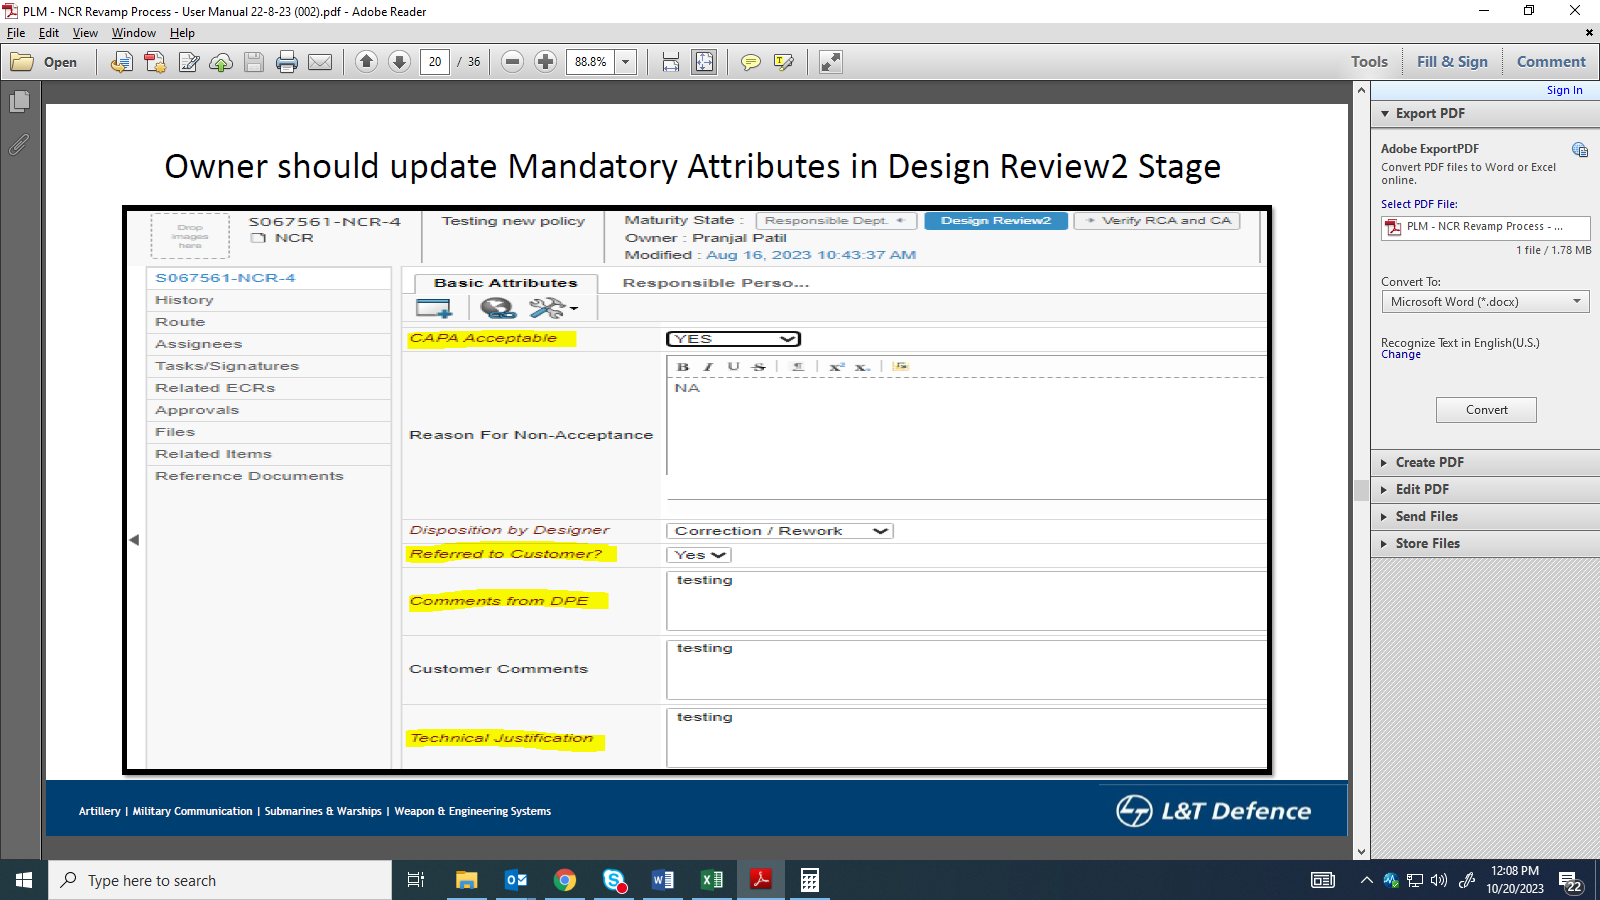 PLM - NCR Revamp Process - User Manual 22-8-23 (002).pdf - Adobe Reader
File Edit View Window Help
Open 20 / 36 88.8% Tools Fill & Sign Comment
Sign In
Export PDF
Adobe ExportPDF
Convert PDF files to Word or Excel
online.
Select PDF File:
PLM - NCR Revamp Process - ...
1 file / 1.78 MB
Convert To:
Microsoft Word (*.docx)
Recognize Text in English(U.S.)
Change
Convert
Create PDF
Edit PDF
Send Files
Store Files
Owner should update Mandatory Attributes in Design Review2 Stage
Drop
images
here
S067561-NCR-4
NCR
Testing new policy
Maturity State : Responsible Dept. Design Review2 Verify RCA and CA
Owner : Pranjal Patil
Modified : Aug 16, 2023 10:43:37 AM
S067561-NCR-4
History
Route
Assignees
Tasks/Signatures
Related ECRs
Approvals
Files
Related Items
Reference Documents
Basic Attributes Responsible Perso...
CAPA Acceptable YES
B I U S x² x₌
Reason For Non-Acceptance NA
Disposition by Designer Correction / Rework
Referred to Customer? Yes
Comments from DPE testing
Customer Comments testing
Technical Justification testing
Artillery | Military Communication | Submarines & Warships | Weapon & Engineering Systems
L&T Defence
Type here to search
12:08 PM
10/20/2023
22